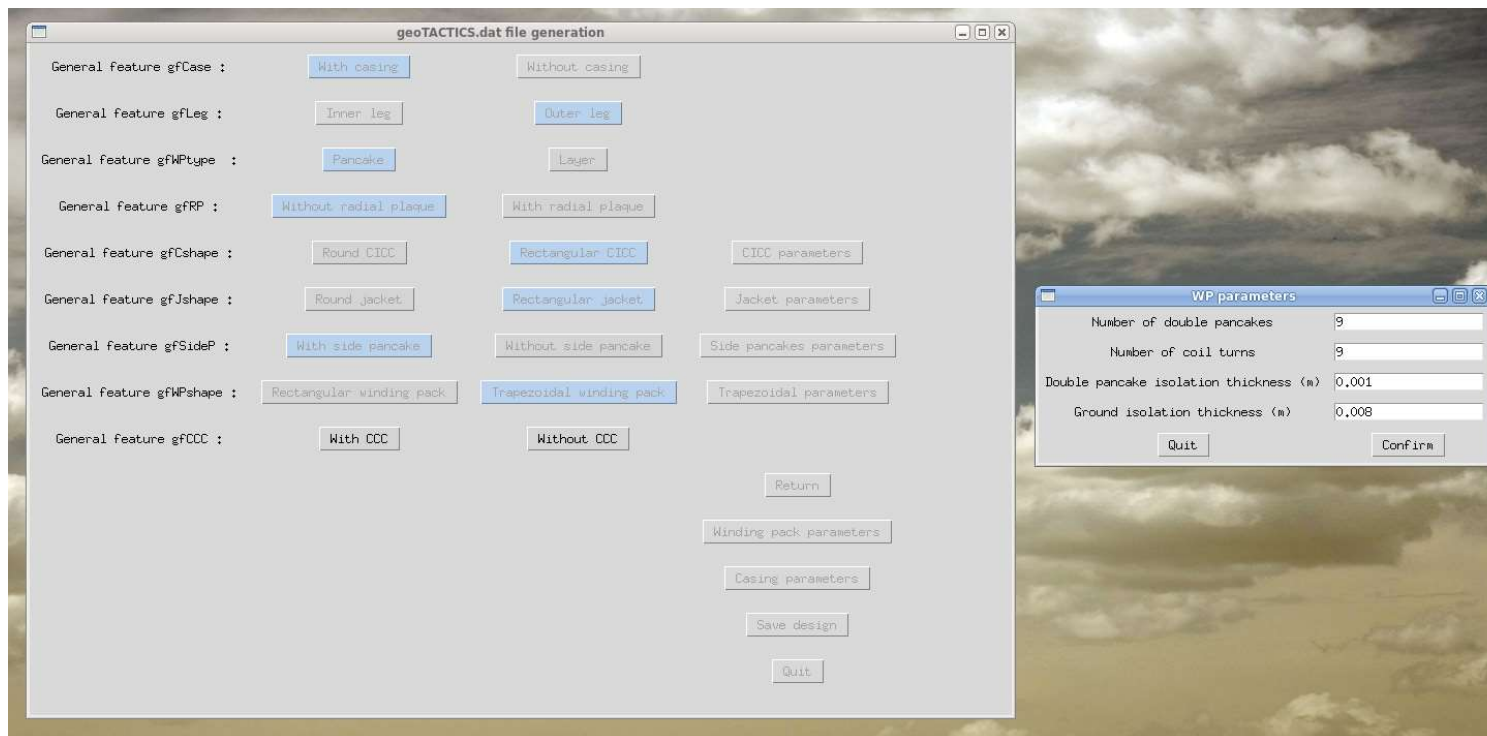 geoTACTICS.dat file generation
General feature gfCase : With casing Without casing
General feature gfLeg : Inner leg Outer leg
General feature gfWPtype : Pancake Layer
General feature gfRP : Without radial plaque With radial plaque
General feature gfCshape : Round CICC Rectangular CICC CICC parameters
General feature gfJshape : Round jacket Rectangular jacket Jacket parameters
General feature gfSideP : With side pancake Without side pancake Side pancakes parameters
General feature gfWPshape : Rectangular winding pack Trapezoidal winding pack Trapezoidal parameters
General feature gfCCC : With CCC Without CCC
Return
Winding pack parameters
Casing parameters
Save design
Quit
WP parameters
Number of double pancakes 9
Number of coil turns 9
Double pancake isolation thickness (m) 0.001
Ground isolation thickness (m) 0.008
Quit Confirm